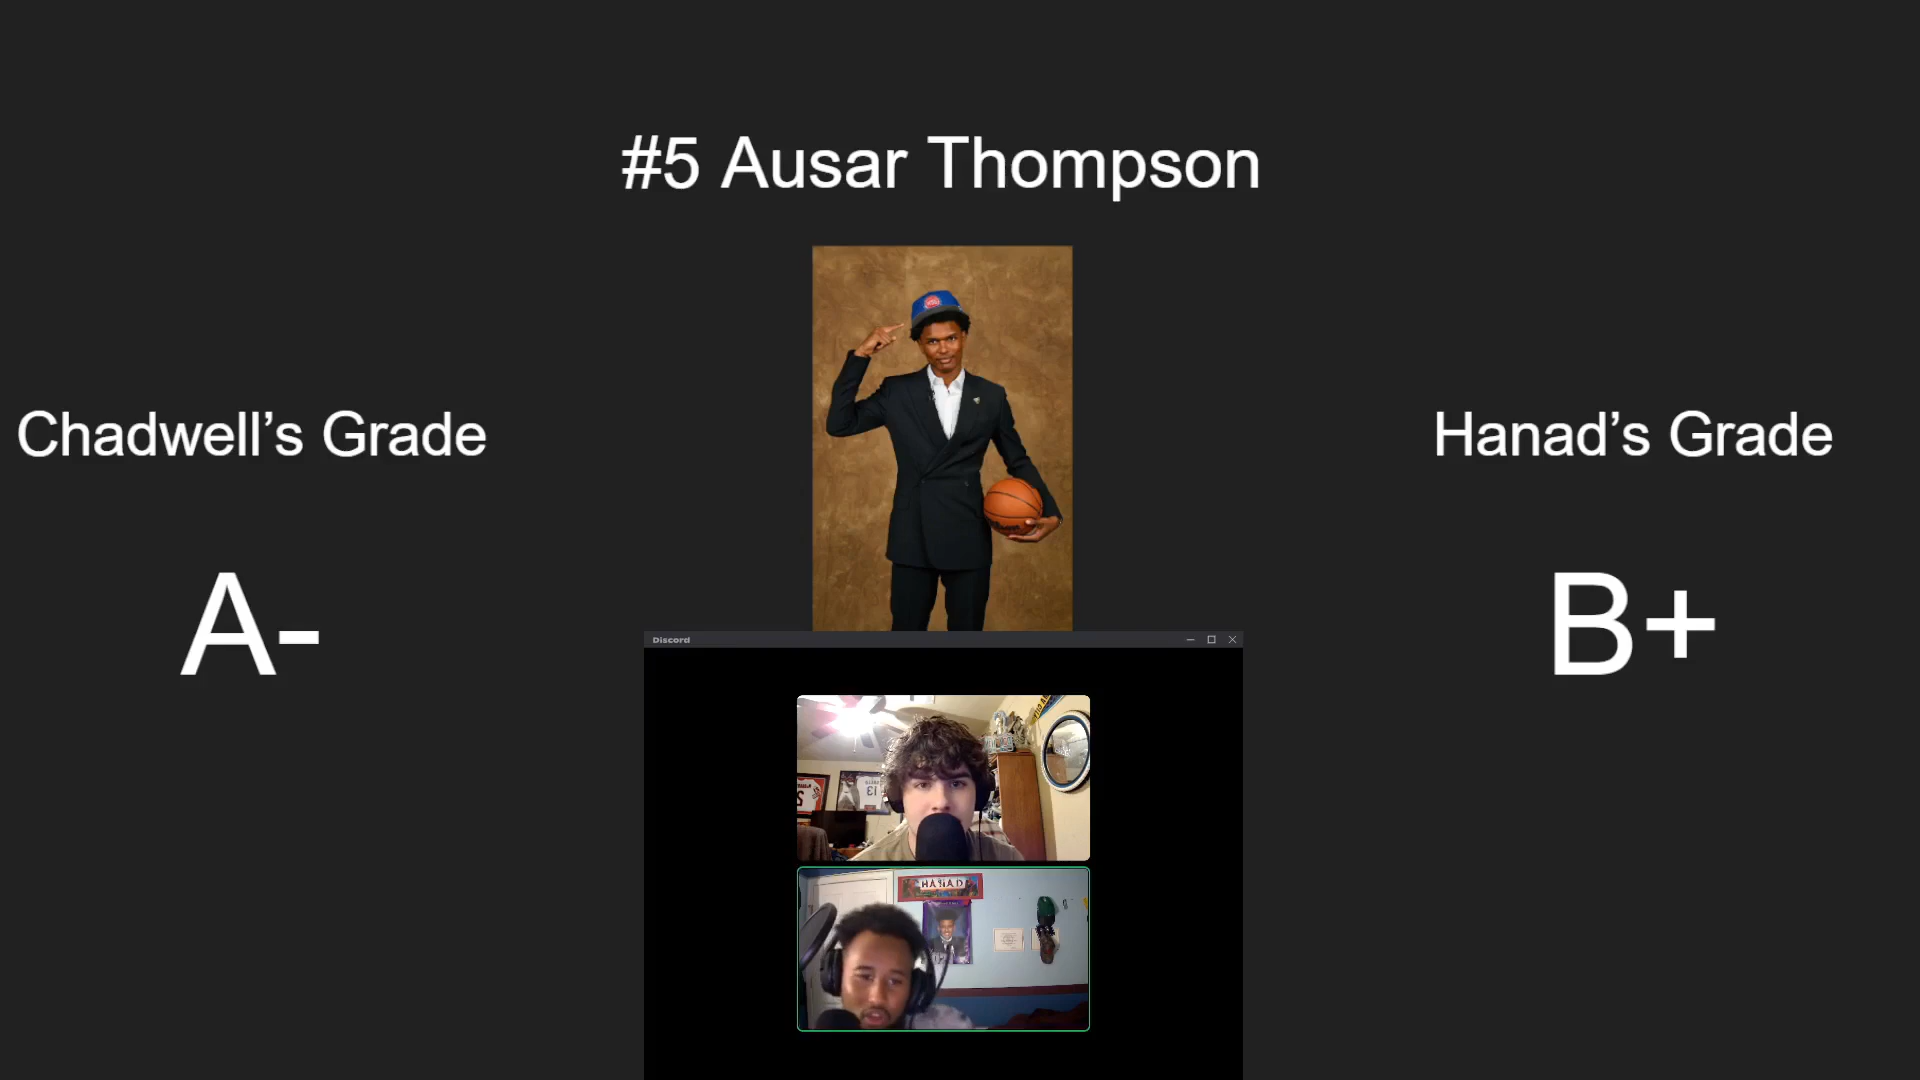 #5 Ausar Thompson
Chadwell’s Grade
Hanad’s Grade
A-
B+
Discord
HANAD